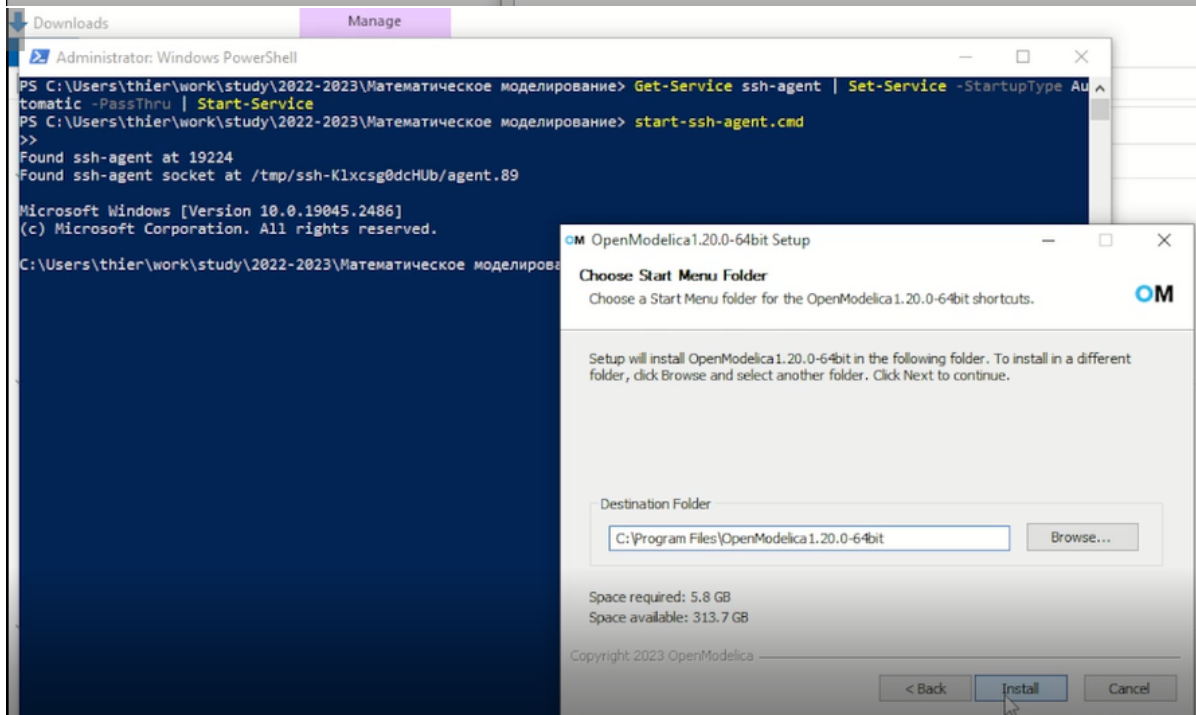 Downloads
Manage
Administrator: Windows PowerShell
PS C:\Users\thier\work\study\2022-2023\Математическое моделирование> Get-Service ssh-agent | Set-Service -StartupType Au
tomatic -PassThru | Start-Service
PS C:\Users\thier\work\study\2022-2023\Математическое моделирование> start-ssh-agent.cmd
>>
Found ssh-agent at 19224
Found ssh-agent socket at /tmp/ssh-Klxcsg0dcHUb/agent.89
Microsoft Windows [Version 10.0.19045.2486]
(c) Microsoft Corporation. All rights reserved.
C:\Users\thier\work\study\2022-2023\Математическое моделирова
OM OpenModelica1.20.0-64bit Setup
Choose Start Menu Folder
Choose a Start Menu folder for the OpenModelica1.20.0-64bit shortcuts.
OM
Setup will install OpenModelica1.20.0-64bit in the following folder. To install in a different
folder, click Browse and select another folder. Click Next to continue.
Destination Folder
C:\Program Files\OpenModelica1.20.0-64bit
Browse...
Space required: 5.8 GB
Space available: 313.7 GB
Copyright 2023 OpenModelica
< Back
Install
Cancel